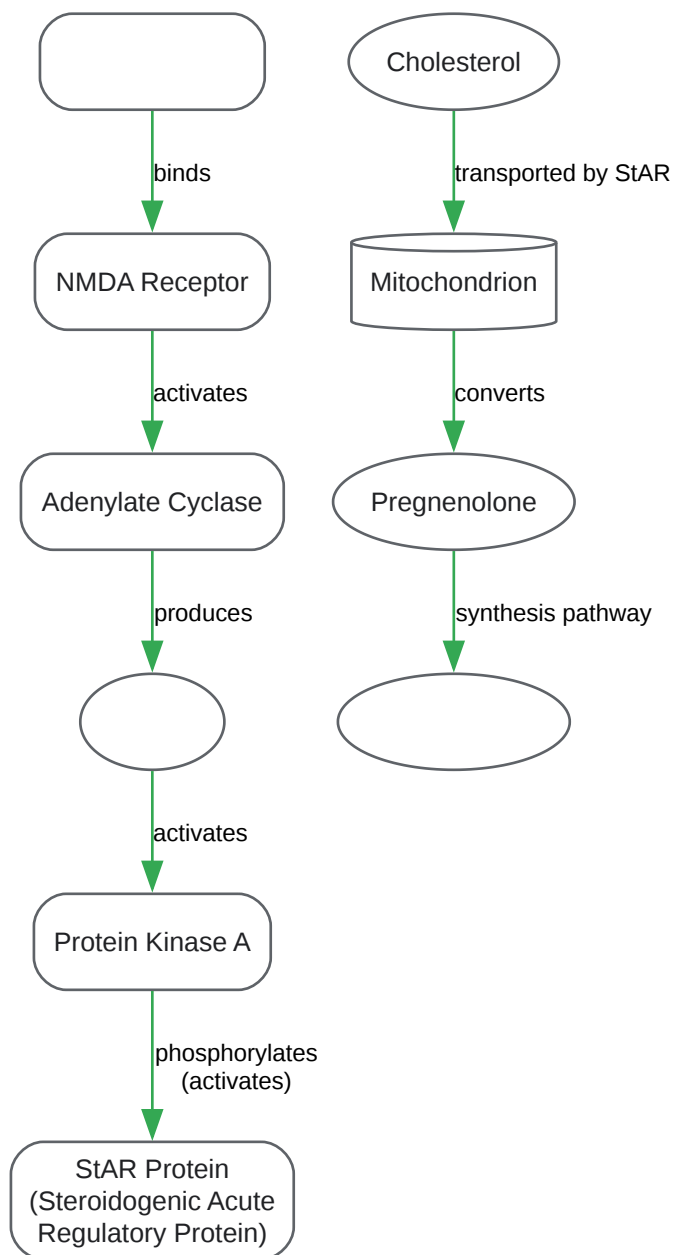 Cholesterol
binds
transported by StAR
NMDA Receptor
Mitochondrion
activates
converts
Adenylate Cyclase
Pregnenolone
produces
synthesis pathway
activates
Protein Kinase A
phosphorylates
(activates)
StAR Protein
(Steroidogenic Acute
Regulatory Protein)